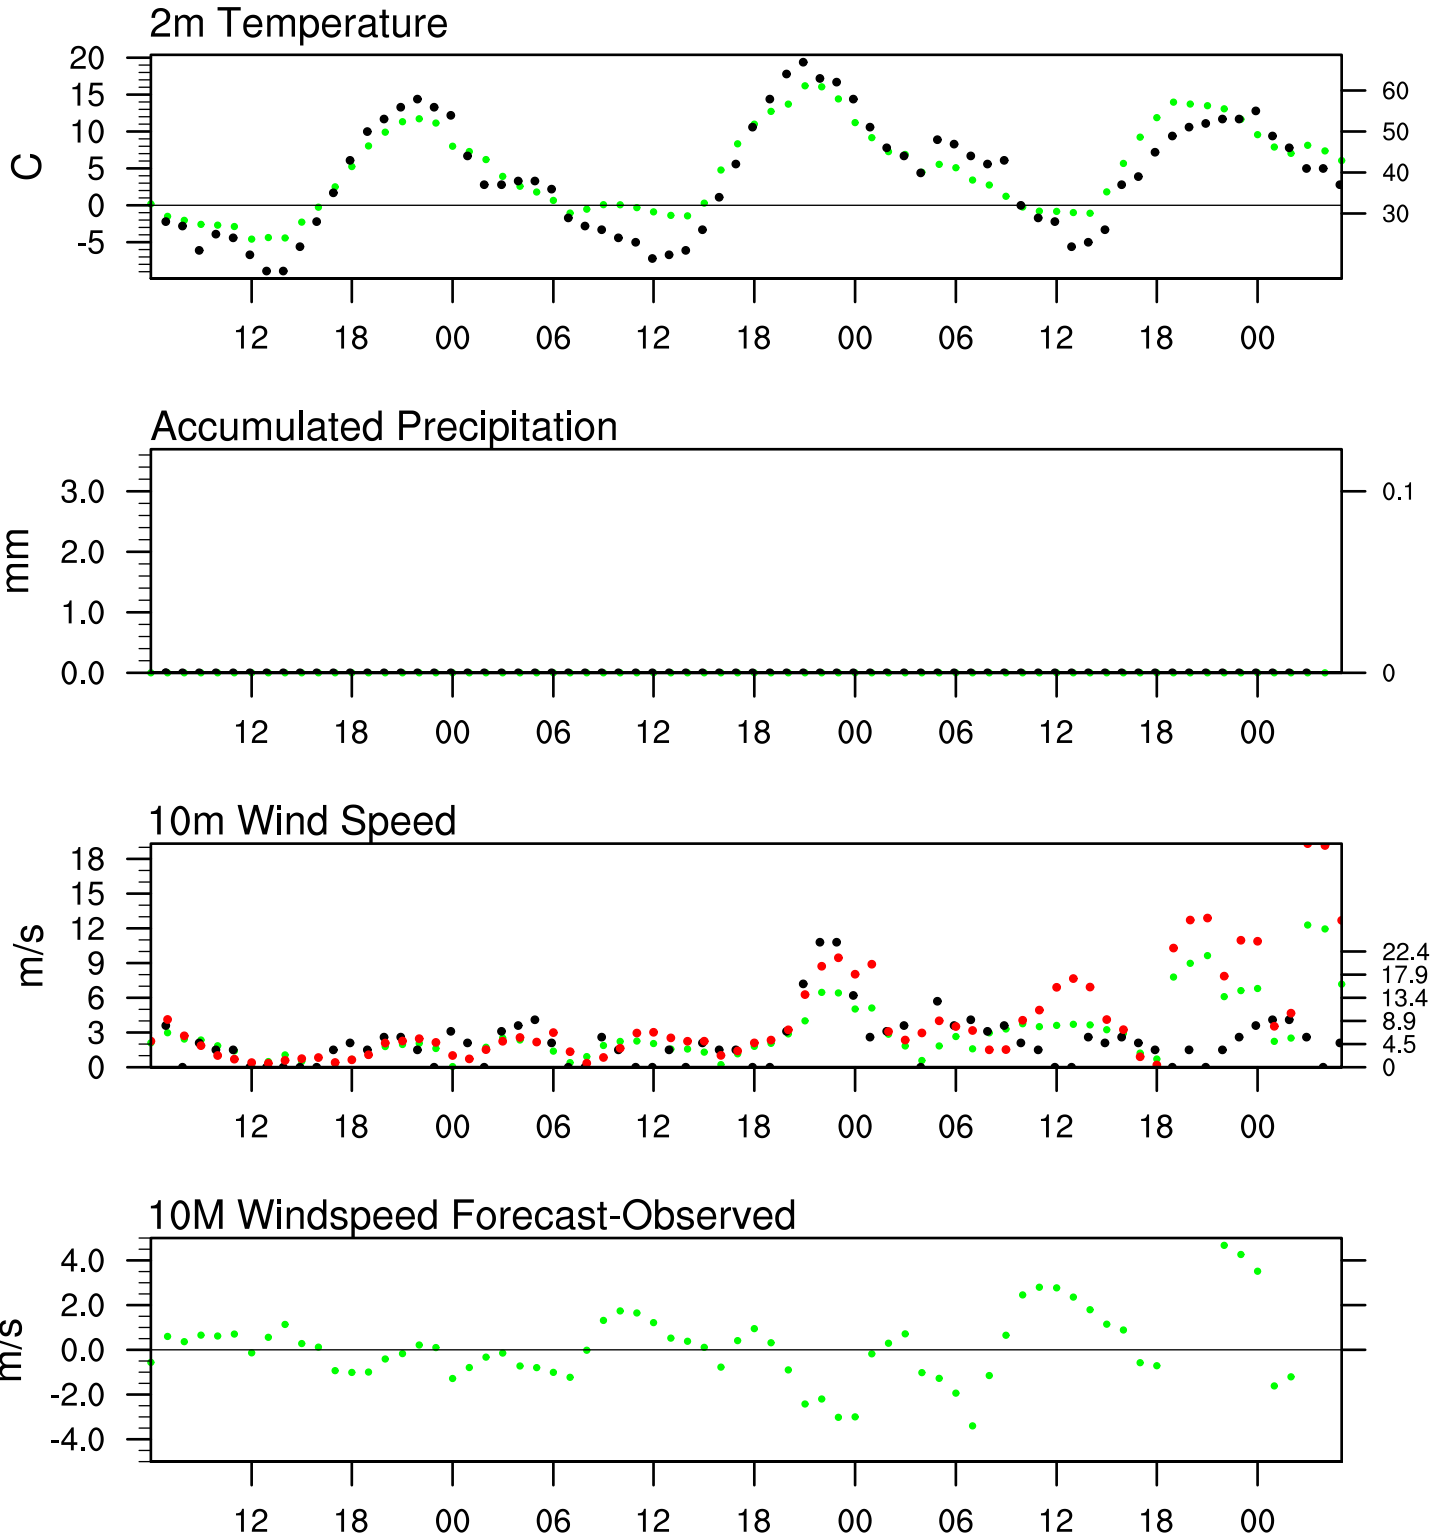 2m Temperature
20
15
10
5
0
-5
C
60
50
40
30
12 18 00 06 12 18 00 06 12 18 00
Accumulated Precipitation
3.0
2.0
1.0
0.0
mm
0.1
0
12 18 00 06 12 18 00 06 12 18 00
10m Wind Speed
18
15
12
9
6
3
0
m/s
22.4
17.9
13.4
8.9
4.5
0
12 18 00 06 12 18 00 06 12 18 00
10M Windspeed Forecast-Observed
4.0
2.0
0.0
-2.0
-4.0
m/s
12 18 00 06 12 18 00 06 12 18 00